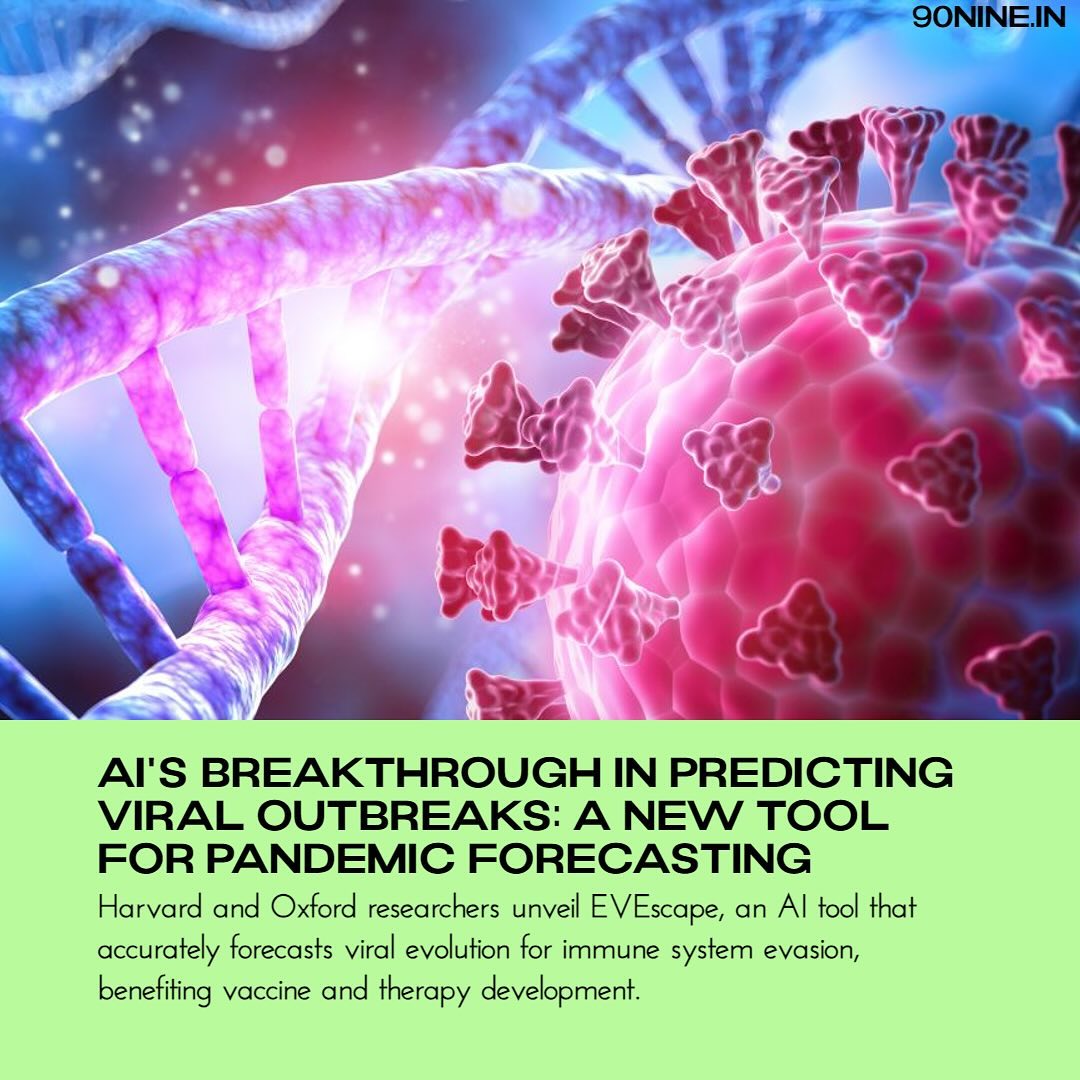 90NINE.IN
AI'S BREAKTHROUGH IN PREDICTING
VIRAL OUTBREAKS: A NEW TOOL
FOR PANDEMIC FORECASTING
Harvard and Oxford researchers unveil EVEscape, an AI tool that
accurately forecasts viral evolution for immune system evasion,
benefiting vaccine and therapy development.